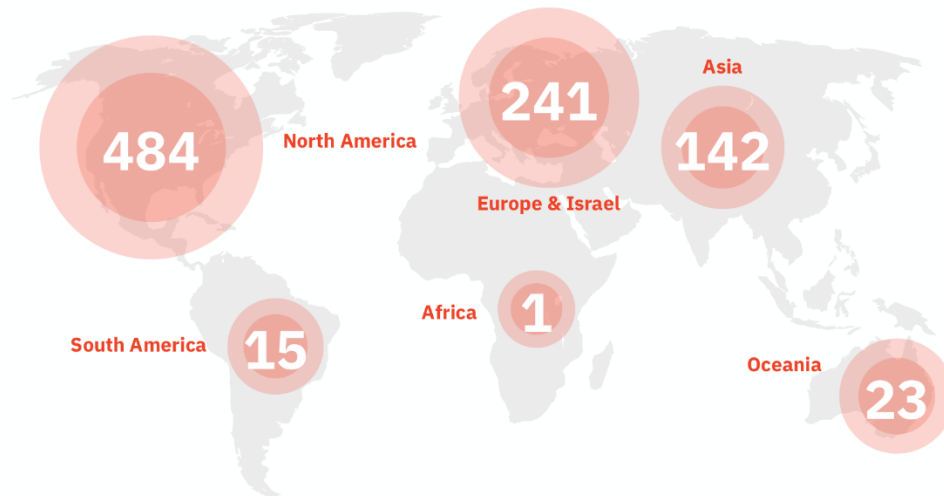 484
North America
241
Europe & Israel
Asia
142
South America
15
Africa
1
Oceania
23